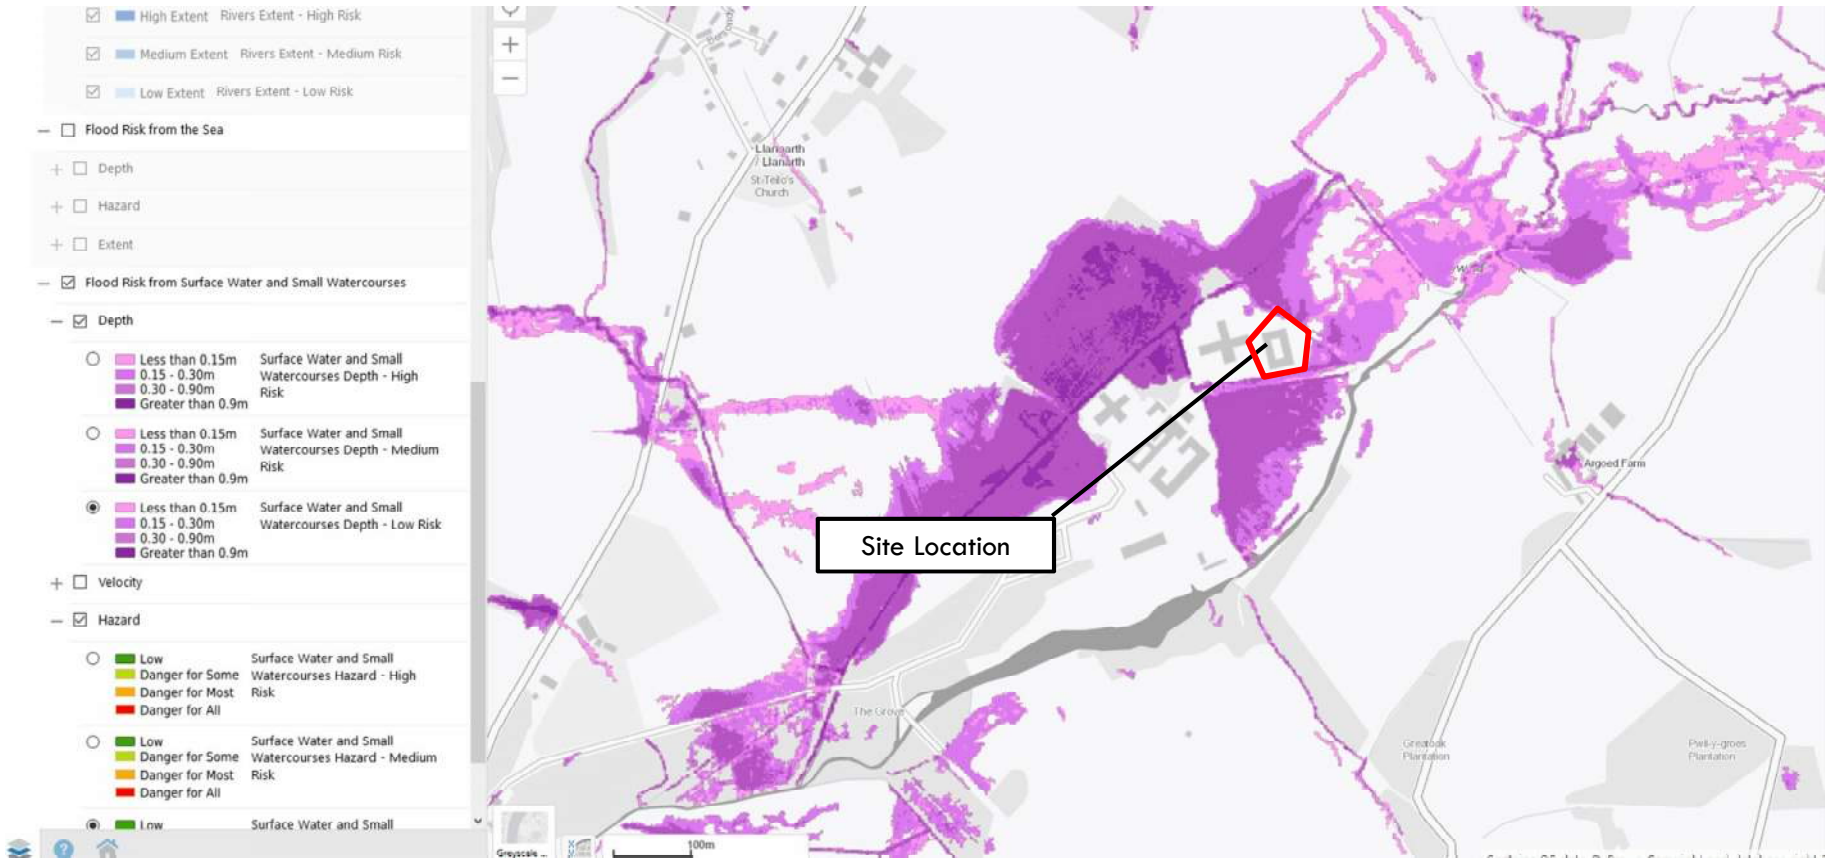 High Extent Rivers Extent - High Risk
Medium Extent Rivers Extent - Medium Risk
Low Extent Rivers Extent - Low Risk
Flood Risk from the Sea
Depth
Hazard
Extent
Flood Risk from Surface Water and Small Watercourses
Depth
Less than 0.15m Surface Water and Small
0.15 - 0.30m Watercourses Depth - High
0.30 - 0.90m Risk
Greater than 0.9m
Less than 0.15m Surface Water and Small
0.15 - 0.30m Watercourses Depth - Medium
0.30 - 0.90m Risk
Greater than 0.9m
Less than 0.15m Surface Water and Small
0.15 - 0.30m Watercourses Depth - Low Risk
0.30 - 0.90m
Greater than 0.9m
Velocity
Hazard
Low Surface Water and Small
Danger for Some Watercourses Hazard - High
Danger for Most Risk
Danger for All
Low Surface Water and Small
Danger for Some Watercourses Hazard - Medium
Danger for Most Risk
Danger for All
Low Surface Water and Small
Llanarth
/ Llanarth
St Teilo's
Church
Site Location
Argoed Farm
The Grove
Greatoak
Plantation
Pwll-y-groes
Plantation
Greyscale ...
100m